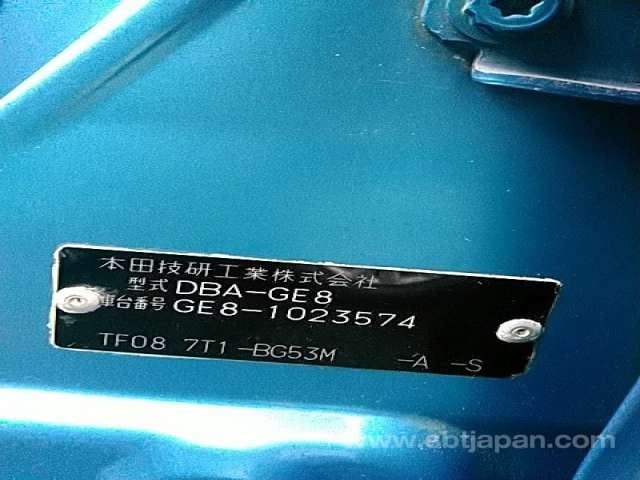 本田技研工業株式会社
型式 DBA-GE8
車台番号 GE8-1023574
TF08 7T1-BG53M -A -S
www.ebtjapan.com